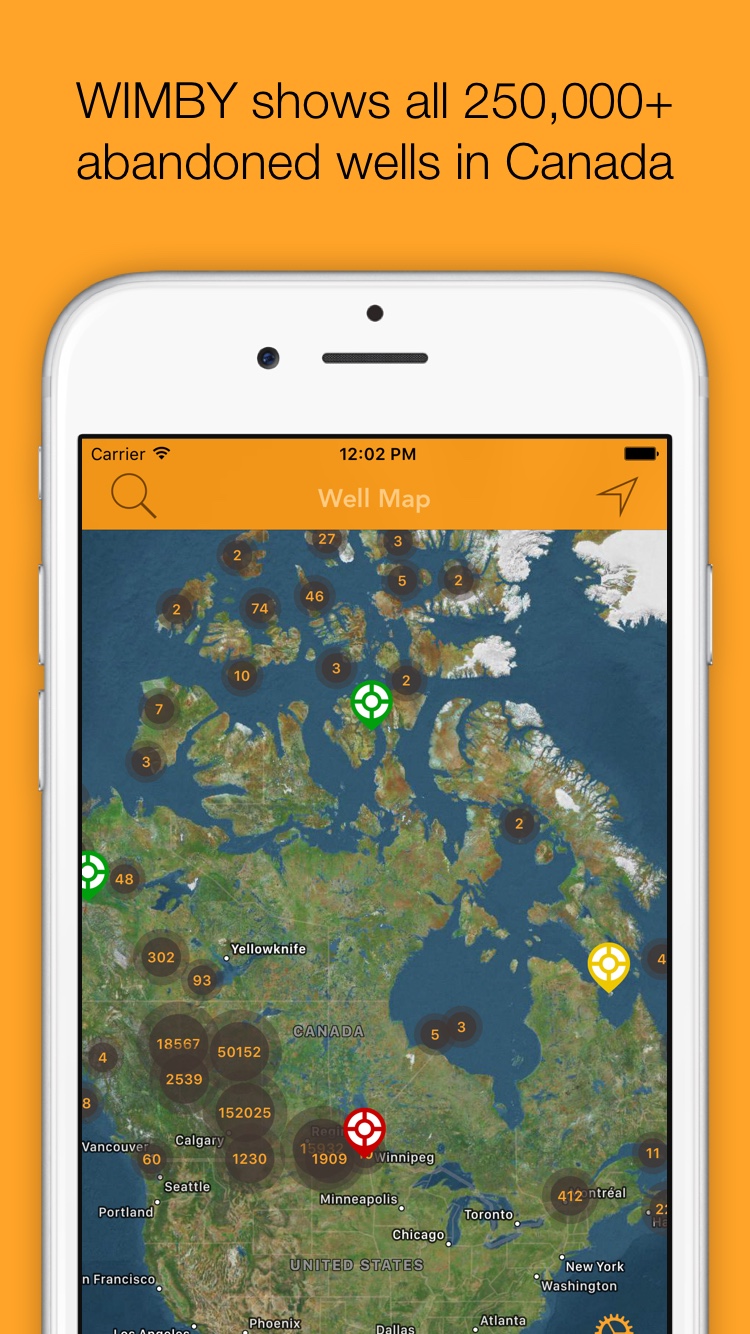 WIMBY shows all 250,000+
abandoned wells in Canada
Carrier 12:02 PM
Well Map
27 3
2
5 2
46
2 74
3
10 2
7
3
2
48
Yellowknife
302 4
93
CANADA
3
5
18567 50152
4
2539
8
152025
Calgary
Vancouver
60 1230 1909 Winnipeg 11
Seattle
412
Minneapolis
Portland
Toronto
Chicago
UNITED STATES
New York
n Francisco Washington
Phoenix Atlanta
Dallas
Los Angeles